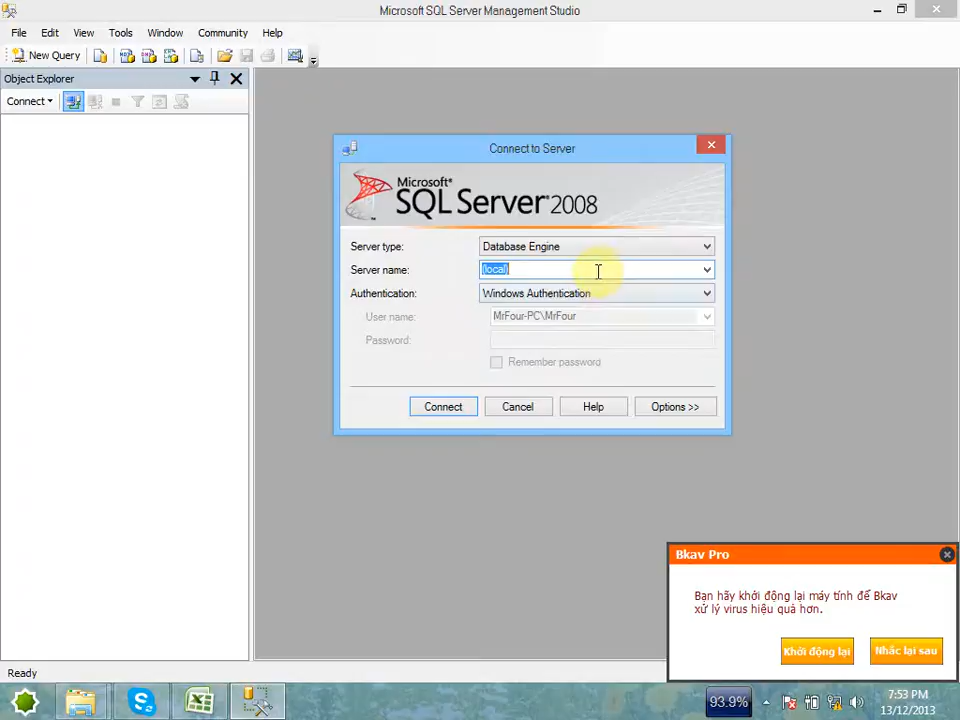 Microsoft SQL Server Management Studio
File Edit View Tools Window Community Help
New Query
Object Explorer
Connect
Connect to Server
Microsoft®
SQL Server® 2008
Server type: Database Engine
Server name: (local)
Authentication: Windows Authentication
User name: MrFour-PC\MrFour
Password:
Remember password
Connect Cancel Help Options >>
Bkav Pro
Bạn hãy khởi động lại máy tính để Bkav
xử lý virus hiệu quả hơn.
Khởi động lại Nhắc lại sau
Ready
93.9%
7:53 PM
13/12/2013